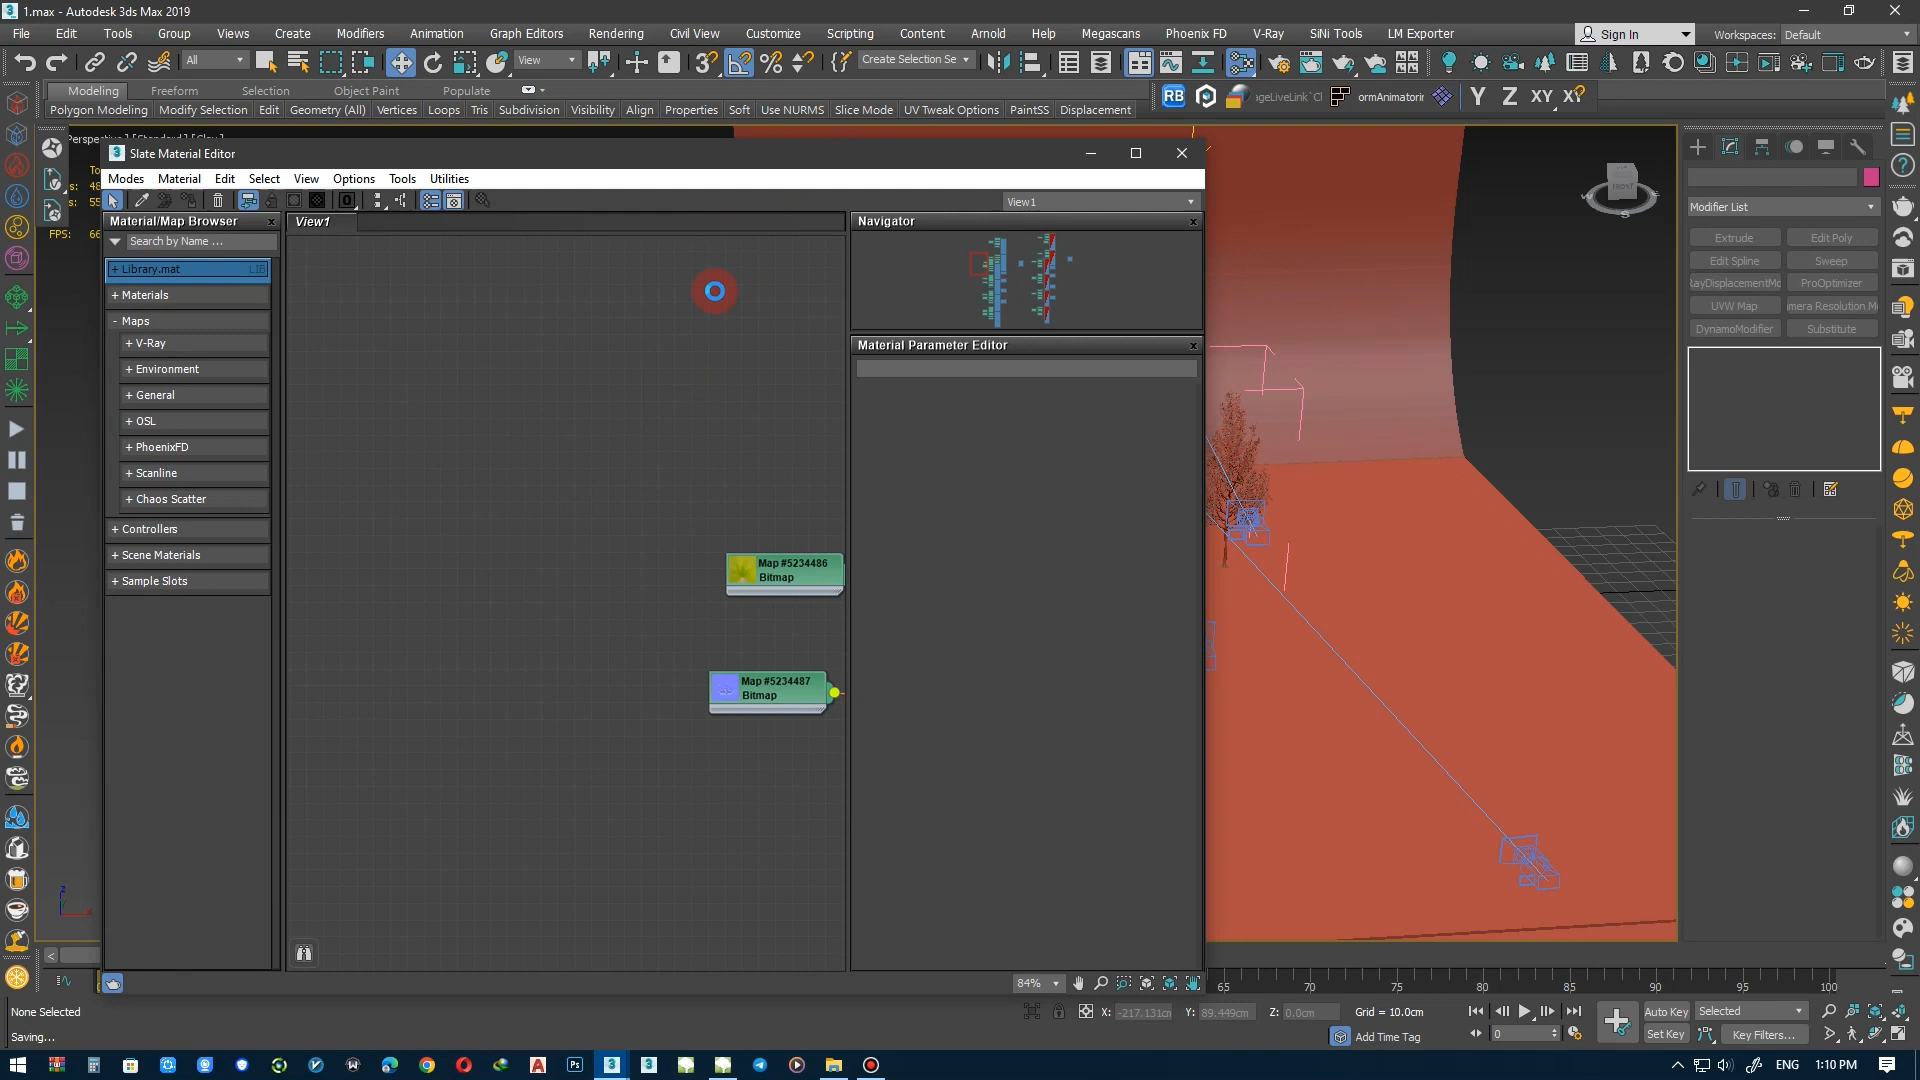 1.max - Autodesk 3ds Max 2019
File Edit Tools Group Views Create Modifiers Animation Graph Editors Rendering Civil View Customize Scripting Content Arnold Help Megascans Phoenix FD V-Ray SiNi Tools LM Exporter Sign In Workspaces: Default
All View Create Selection Se
Modeling Freeform Selection Object Paint Populate
RB ageLiveLink`Cl ormAnimatorir Y Z XY XY
Polygon Modeling Modify Selection Edit Geometry (All) Vertices Loops Tris Subdivision Visibility Align Properties Soft Use NURMS Slice Mode UV Tweak Options PaintSS Displacement
Slate Material Editor
Modes Material Edit Select View Options Tools Utilities
View1
Material/Map Browser
View1
Navigator
Search by Name ...
+ Library.mat LIB
+ Materials
- Maps
+ V-Ray
+ Environment
+ General
+ OSL
+ PhoenixFD
+ Scanline
+ Chaos Scatter
+ Controllers
+ Scene Materials
+ Sample Slots
Material Parameter Editor
Map #5234486
Bitmap
Map #5234487
Bitmap
84%
To
s: 48
s: 55
FPS: 66
FRONT
W S
Modifier List
Extrude Edit Poly
Edit Spline Sweep
RayDisplacementMo ProOptimizer
UVW Map mera Resolution M
DynamoModifier Substitute
z
x
65 70 75 80 85 90 95 100
None Selected
X: -217.131cm Y: 89.449cm Z: 0.0cm Grid = 10.0cm
Auto Key Selected
Saving...
Add Time Tag
0
Set Key Key Filters...
ENG 1:10 PM